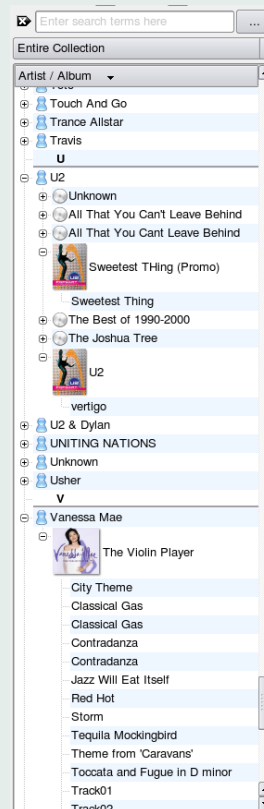 Enter search terms here
...
Entire Collection
Artist / Album
Toto
Touch And Go
Trance Allstar
Travis
U
U2
Unknown
All That You Can't Leave Behind
All That You Cant Leave Behind
Sweetest THing (Promo)
Sweetest Thing
The Best of 1990-2000
The Joshua Tree
U2
vertigo
U2 & Dylan
UNITING NATIONS
Unknown
Usher
V
Vanessa Mae
The Violin Player
City Theme
Classical Gas
Classical Gas
Contradanza
Contradanza
Jazz Will Eat Itself
Red Hot
Storm
Tequila Mockingbird
Theme from 'Caravans'
Toccata and Fugue in D minor
Track01
Track02